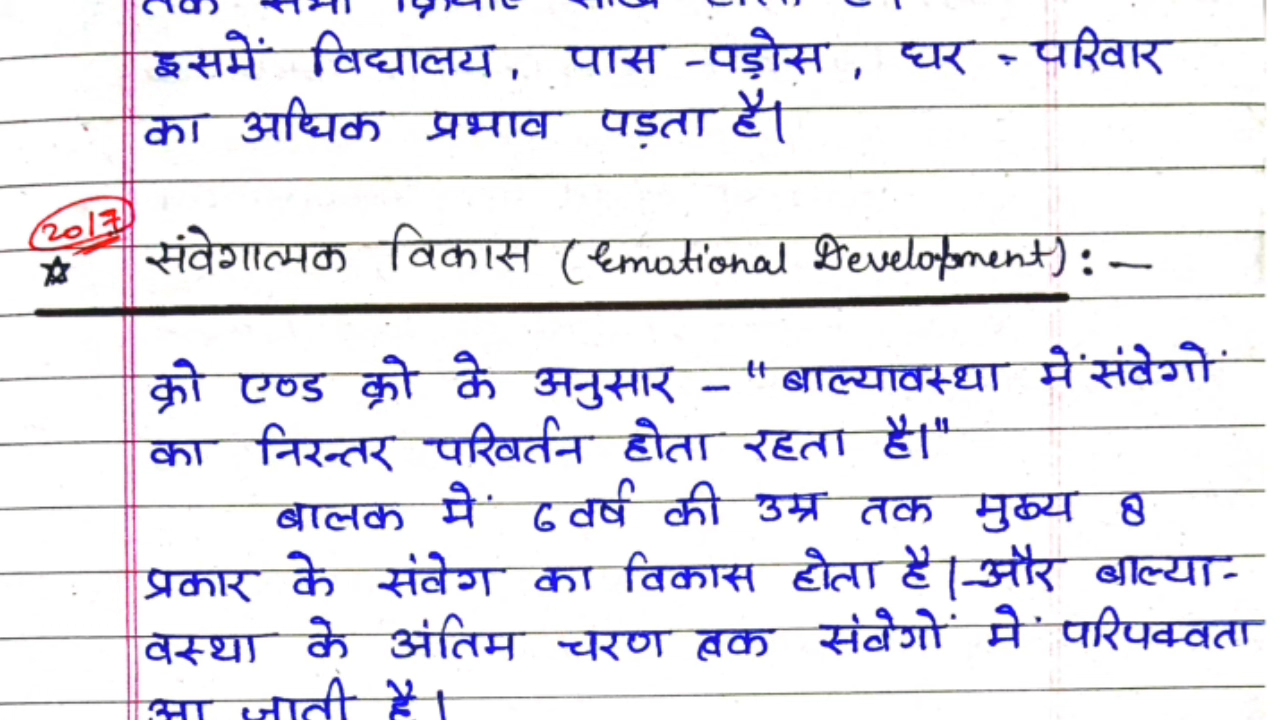 इसमें विद्यालय, पास -पड़ोस, घर - परिवार
का अधिक प्रभाव पड़ता है।
2017
संवेगात्मक विकास (Emotional Development) : —
क्रो एण्ड क्रो के अनुसार – " बाल्यावस्था में संवेगों
का निरन्तर परिवर्तन होता रहता है।"
बालक में 6 वर्ष की उम्र तक मुख्य 8
प्रकार के संवेग का विकास होता है। और बाल्या-
वस्था के अंतिम चरण तक संवेगों में परिपक्वता
आ जाती है।